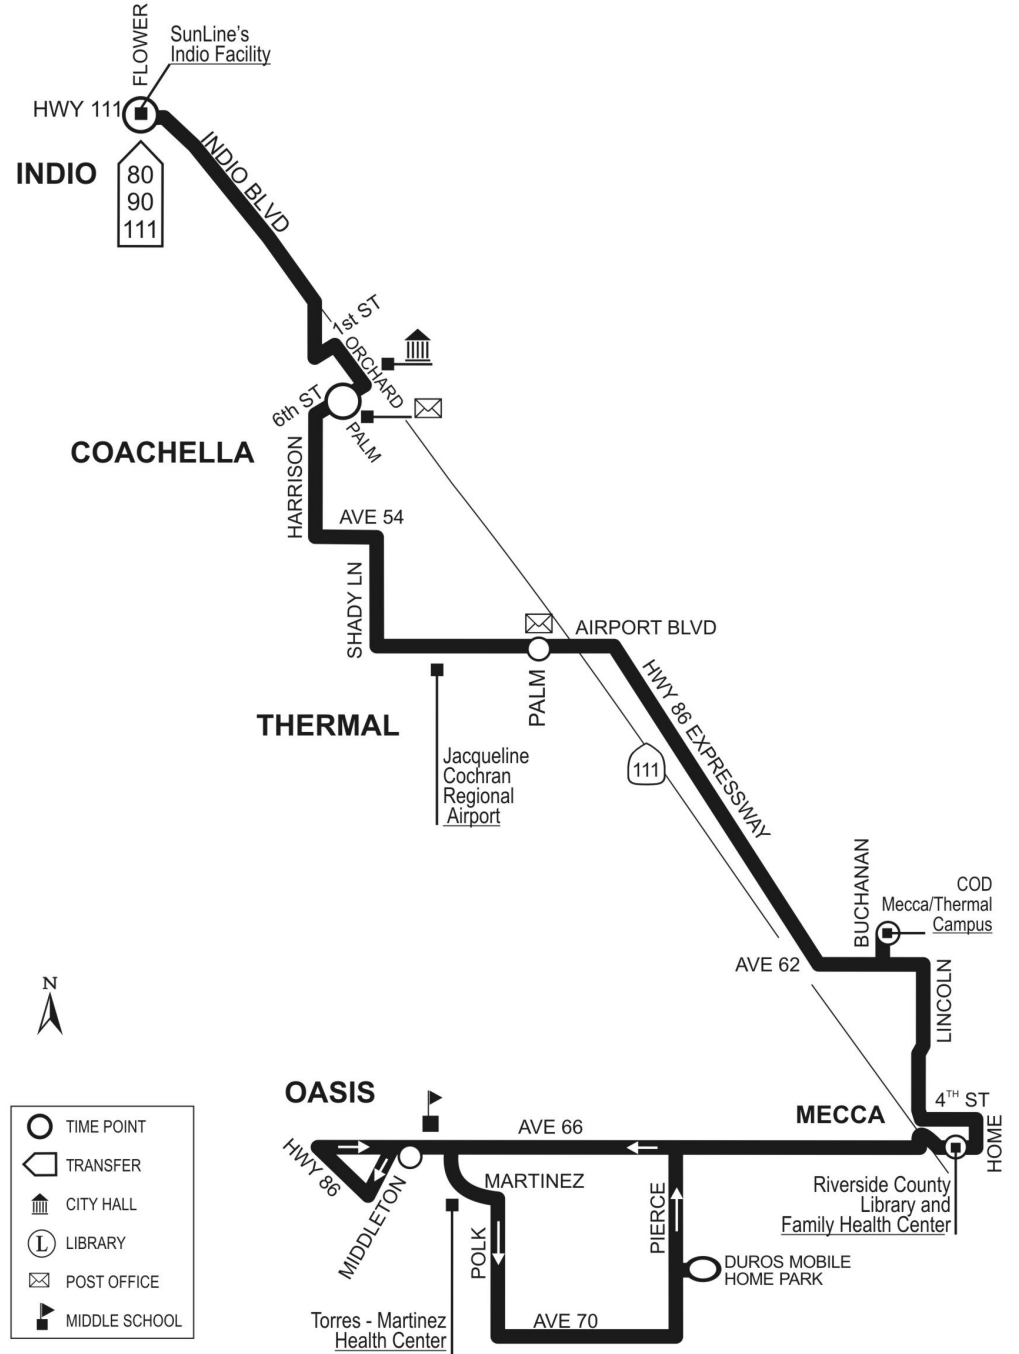 FLOWER
SunLine's
Indio Facility
HWY 111
INDIO
80
90
111
INDIO BLVD
1st ST
ORCHARD
6th ST
PALM
COACHELLA
HARRISON
AVE 54
SHADY LN
AIRPORT BLVD
PALM
THERMAL
HWY 86 EXPRESSWAY
Jacqueline
Cochran
Regional
Airport
111
BUCHANAN
COD
Mecca/Thermal
Campus
AVE 62
LINCOLN
N
OASIS
MECCA
4TH ST
HOME
AVE 66
HWY 86
MIDDLETON
MARTINEZ
POLK
PIERCE
Riverside County
Library and
Family Health Center
DUROS MOBILE
HOME PARK
AVE 70
Torres - Martinez
Health Center
TIME POINT
TRANSFER
CITY HALL
L LIBRARY
POST OFFICE
MIDDLE SCHOOL